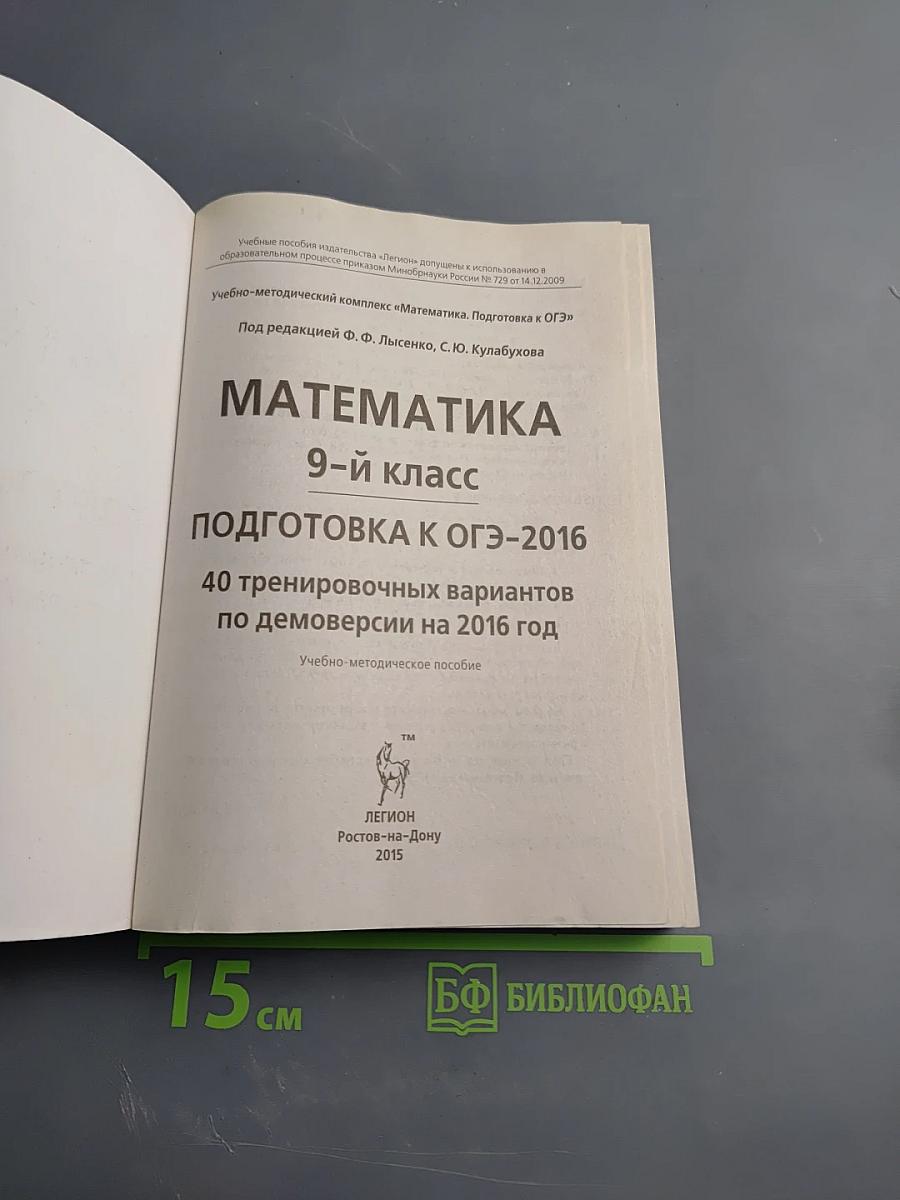 Учебные пособия издательства «Легион» допущены к использованию в
образовательном процессе приказом Минобрнауки России № 729 от 14.12.2009
Учебно-методический комплекс «Математика. Подготовка к ОГЭ»
Под редакцией Ф. Ф. Лысенко, С. Ю. Кулабухова
МАТЕМАТИКА
9-й класс
ПОДГОТОВКА К ОГЭ-2016
40 тренировочных вариантов
по демоверсии на 2016 год
Учебно-методическое пособие
TM
ЛЕГИОН
Ростов-на-Дону
2015
15 см
БФ БИБЛИОФАН